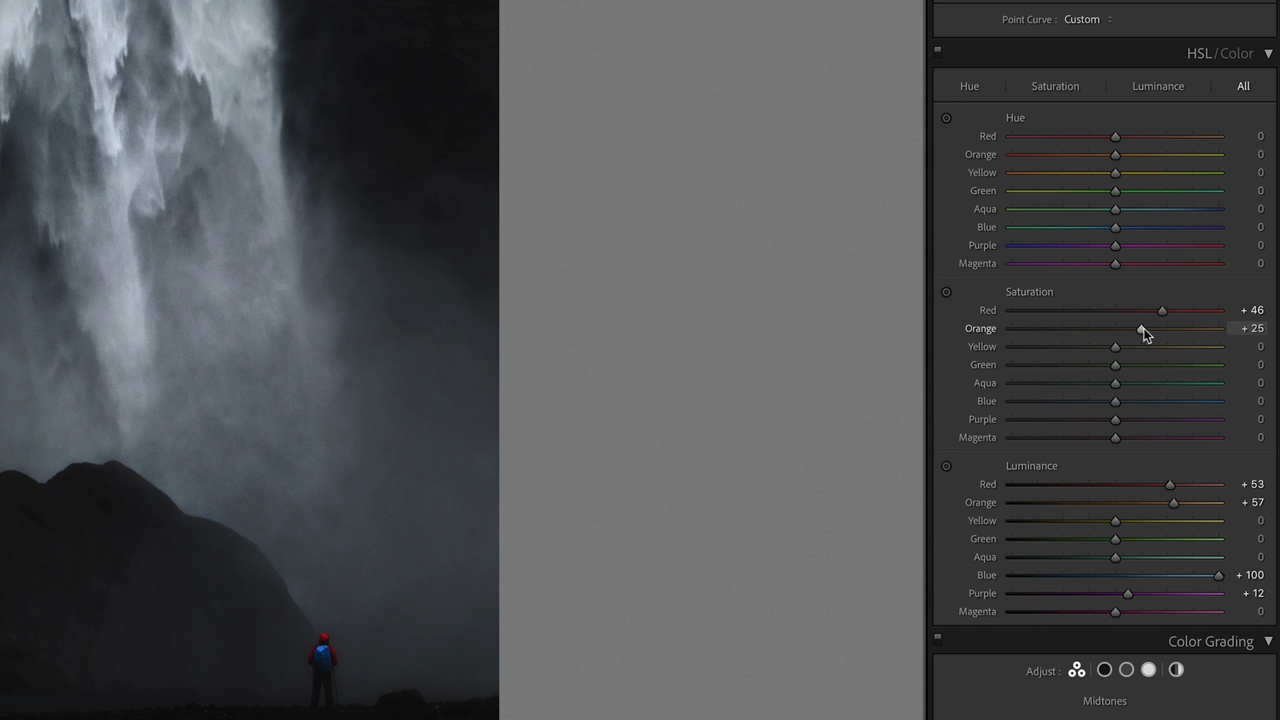 Point Curve : Custom
HSL / Color
Hue Saturation Luminance All
Hue
Red 0
Orange 0
Yellow 0
Green 0
Aqua 0
Blue 0
Purple 0
Magenta 0
Saturation
Red + 46
Orange + 25
Yellow 0
Green 0
Aqua 0
Blue 0
Purple 0
Magenta 0
Luminance
Red + 53
Orange + 57
Yellow 0
Green 0
Aqua 0
Blue + 100
Purple + 12
Magenta 0
Color Grading
Adjust :
Midtones